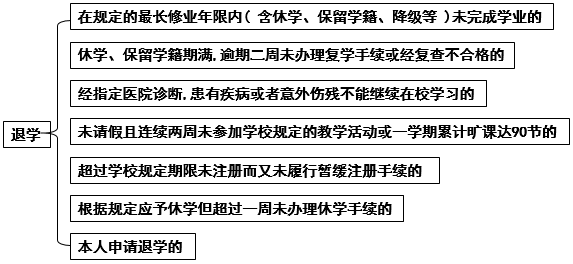 在规定的最长修业年限内( 含休学、保留学籍、降级等 )未完成学业的
休学、保留学籍期满,逾期二周未办理复学手续或经复查不合格的
经指定医院诊断,患有疾病或者意外伤残不能继续在校学习的
退学
未请假且连续两周未参加学校规定的教学活动或一学期累计旷课达90节的
超过学校规定期限未注册而又未履行暂缓注册手续的
根据规定应予休学但超过一周未办理休学手续的
本人申请退学的